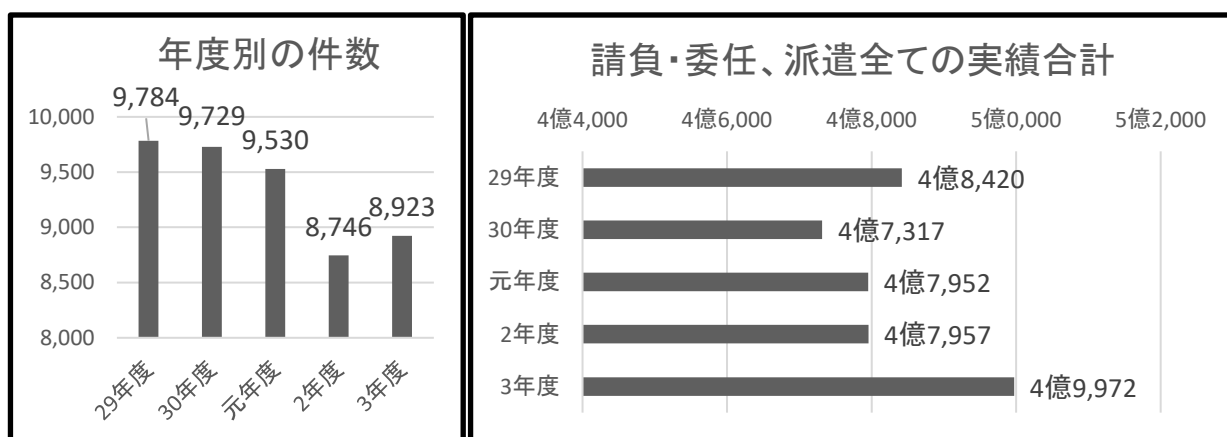 年度別の件数
10,000
9,500
9,000
8,500
8,000
9,784
9,729
9,530
8,746
8,923
29年度
30年度
元年度
2年度
3年度
請負・委任、派遣全ての実績合計
4億4,000 4億6,000 4億8,000 5億0,000 5億2,000
29年度 4億8,420
30年度 4億7,317
元年度 4億7,952
2年度 4億7,957
3年度 4億9,972